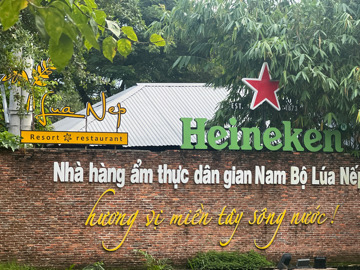 Lúa Nếp
Resort restaurant
Heineken
Nhà hàng ẩm thực dân gian Nam Bộ Lúa Nếp
hương vị miền tây sông nước!